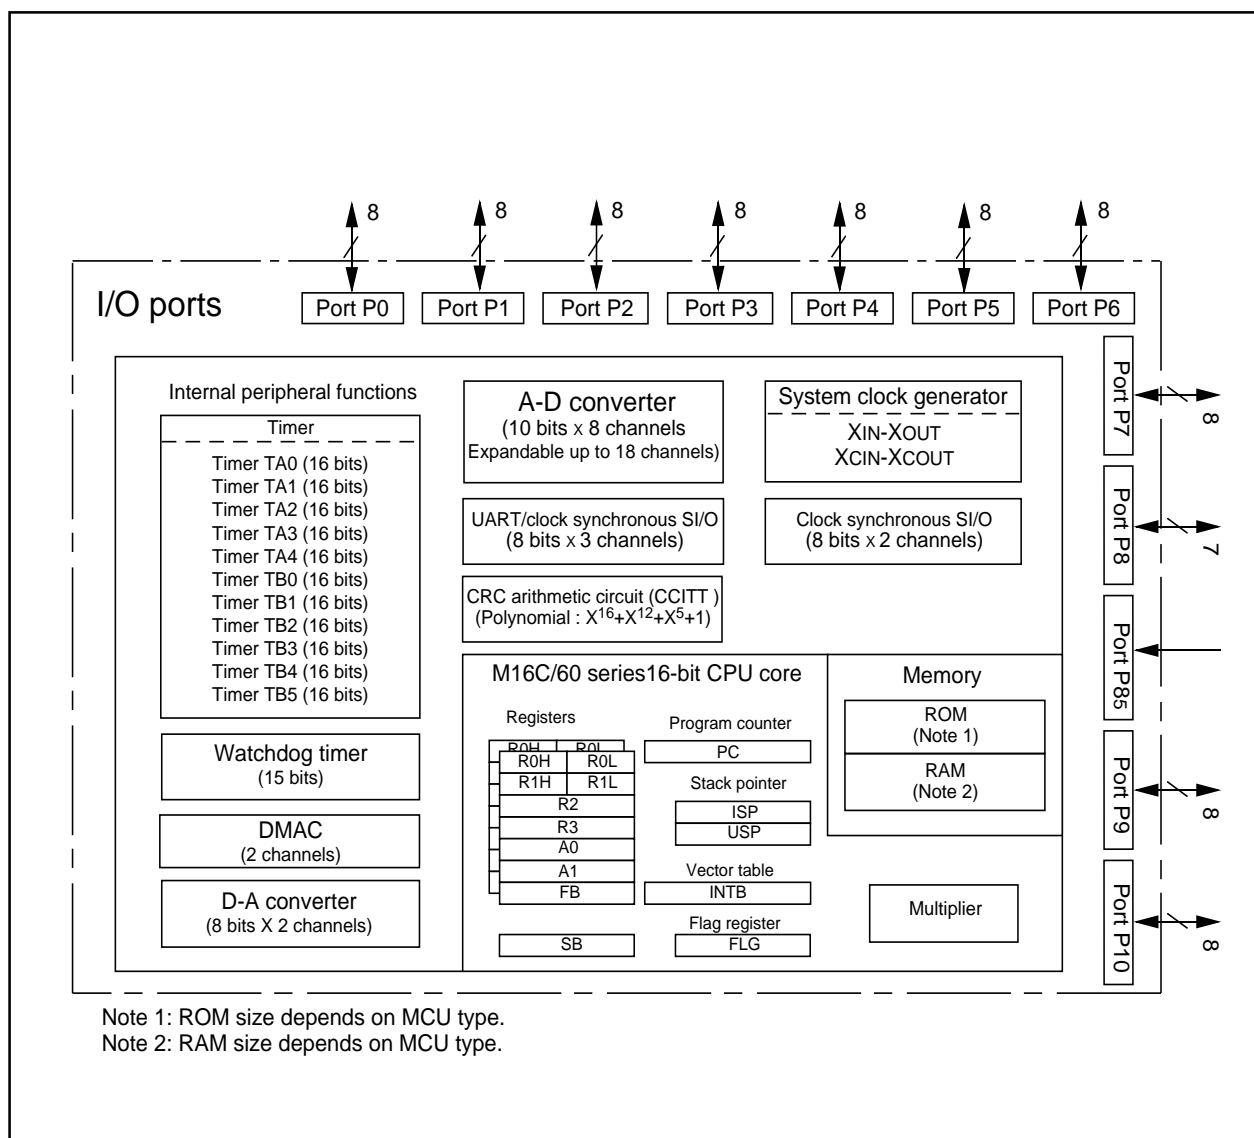 8 8 8 8 8 8 8
I/O ports
Port P0 Port P1 Port P2 Port P3 Port P4 Port P5 Port P6
Port P7
8
Port P8
7
Port P85
Port P9
8
Port P10
8
Internal peripheral functions
Timer
Timer TA0 (16 bits)
Timer TA1 (16 bits)
Timer TA2 (16 bits)
Timer TA3 (16 bits)
Timer TA4 (16 bits)
Timer TB0 (16 bits)
Timer TB1 (16 bits)
Timer TB2 (16 bits)
Timer TB3 (16 bits)
Timer TB4 (16 bits)
Timer TB5 (16 bits)
Watchdog timer
(15 bits)
DMAC
(2 channels)
D-A converter
(8 bits X 2 channels)
A-D converter
(10 bits x 8 channels
Expandable up to 18 channels)
System clock generator
XIN-XOUT
XCIN-XCOUT
UART/clock synchronous SI/O
(8 bits x 3 channels)
Clock synchronous SI/O
(8 bits x 2 channels)
CRC arithmetic circuit (CCITT )
(Polynomial : X¹⁶+X¹²+X⁵+1)
M16C/60 series16-bit CPU core
Registers
R0H R0L
R0H R0L
R1H R1L
R2
R3
A0
A1
FB
SB
Program counter
PC
Stack pointer
ISP
USP
Vector table
INTB
Flag register
FLG
Memory
ROM
(Note 1)
RAM
(Note 2)
Multiplier
Note 1: ROM size depends on MCU type.
Note 2: RAM size depends on MCU type.